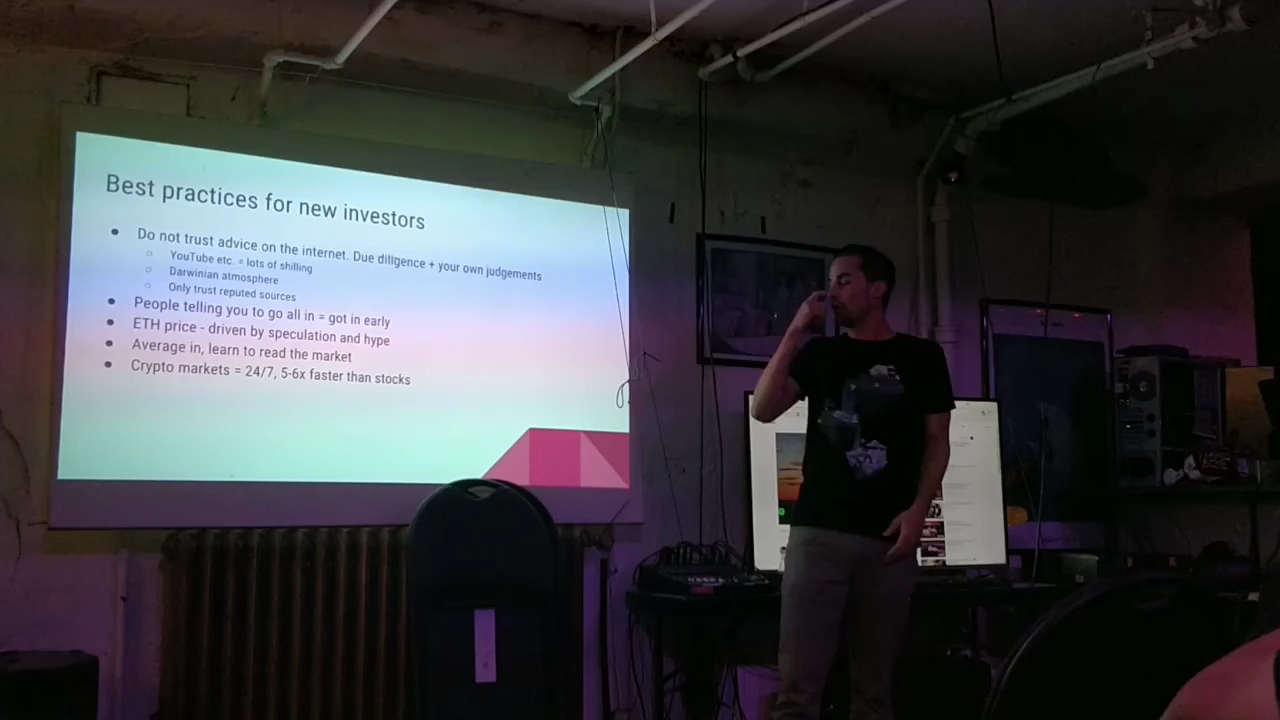 Best practices for new investors
● Do not trust advice on the internet. Due diligence + your own judgements
○ YouTube etc. = lots of shilling
○ Darwinian atmosphere
○ Only trust reputed sources
● People telling you to go all in = got in early
● ETH price - driven by speculation and hype
● Average in, learn to read the market
● Crypto markets = 24/7, 5-6x faster than stocks